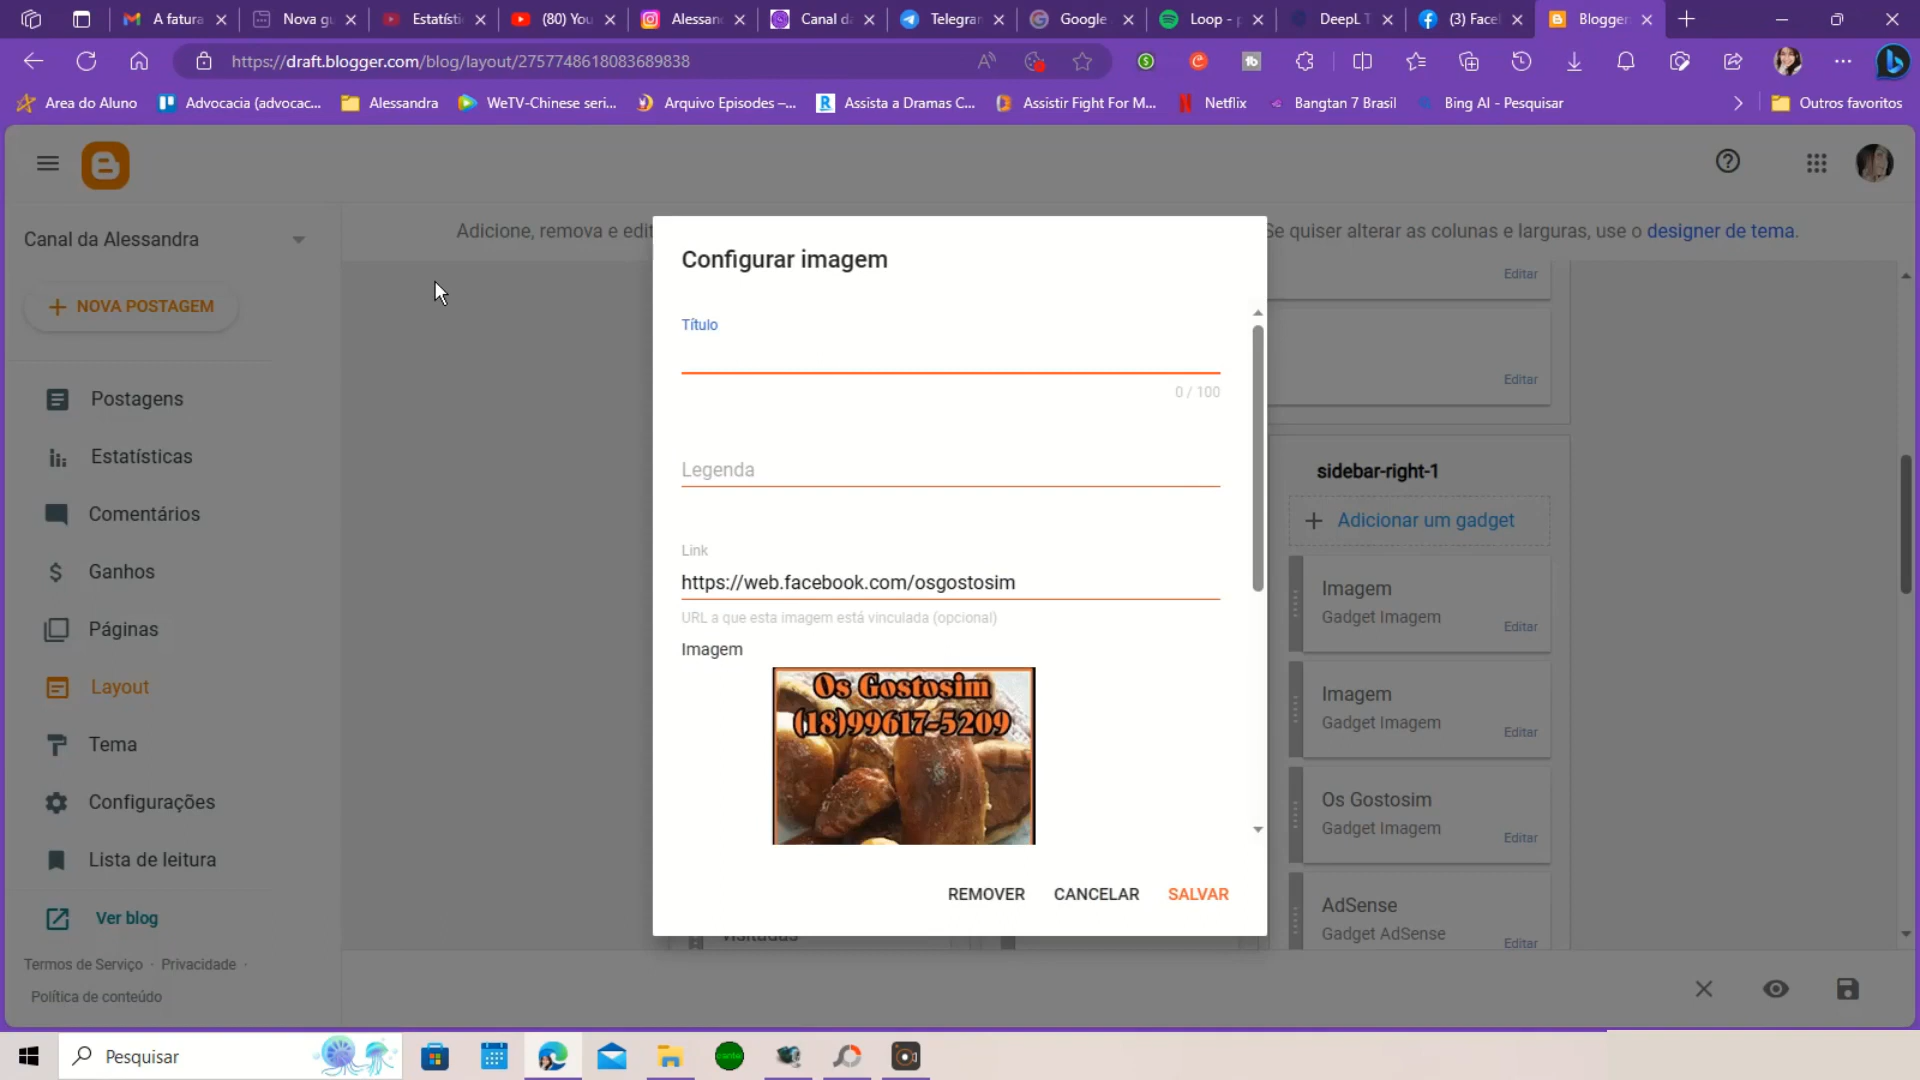 A fatura
Nova gu
Estatísti
(80) You
Alessan
Canal da
Telegran
Google
Loop - p
DeepL T
(3) Face
Blogger
https://draft.blogger.com/blog/layout/2757748618083689838
Area do Aluno
Advocacia (advocac...
Alessandra
WeTV-Chinese seri...
Arquivo Episodes –...
Assista a Dramas C...
Assistir Fight For M...
Netflix
Bangtan 7 Brasil
Bing AI - Pesquisar
Outros favoritos
Canal da Alessandra
Adicione, remova e edit
Se quiser alterar as colunas e larguras, use o designer de tema.
NOVA POSTAGEM
Postagens
Estatísticas
Comentários
Ganhos
Páginas
Layout
Tema
Configurações
Lista de leitura
Ver blog
Termos de Serviço · Privacidade ·
Política de conteúdo
Configurar imagem
Título
0 / 100
Legenda
Link
https://web.facebook.com/osgostosim
URL a que esta imagem está vinculada (opcional)
Imagem
Os Gostosim
(18)99617-5209
REMOVER
CANCELAR
SALVAR
visitadas
Editar
Editar
sidebar-right-1
Adicionar um gadget
Imagem
Gadget Imagem
Editar
Imagem
Gadget Imagem
Editar
Os Gostosim
Gadget Imagem
Editar
AdSense
Gadget AdSense
Editar
Pesquisar